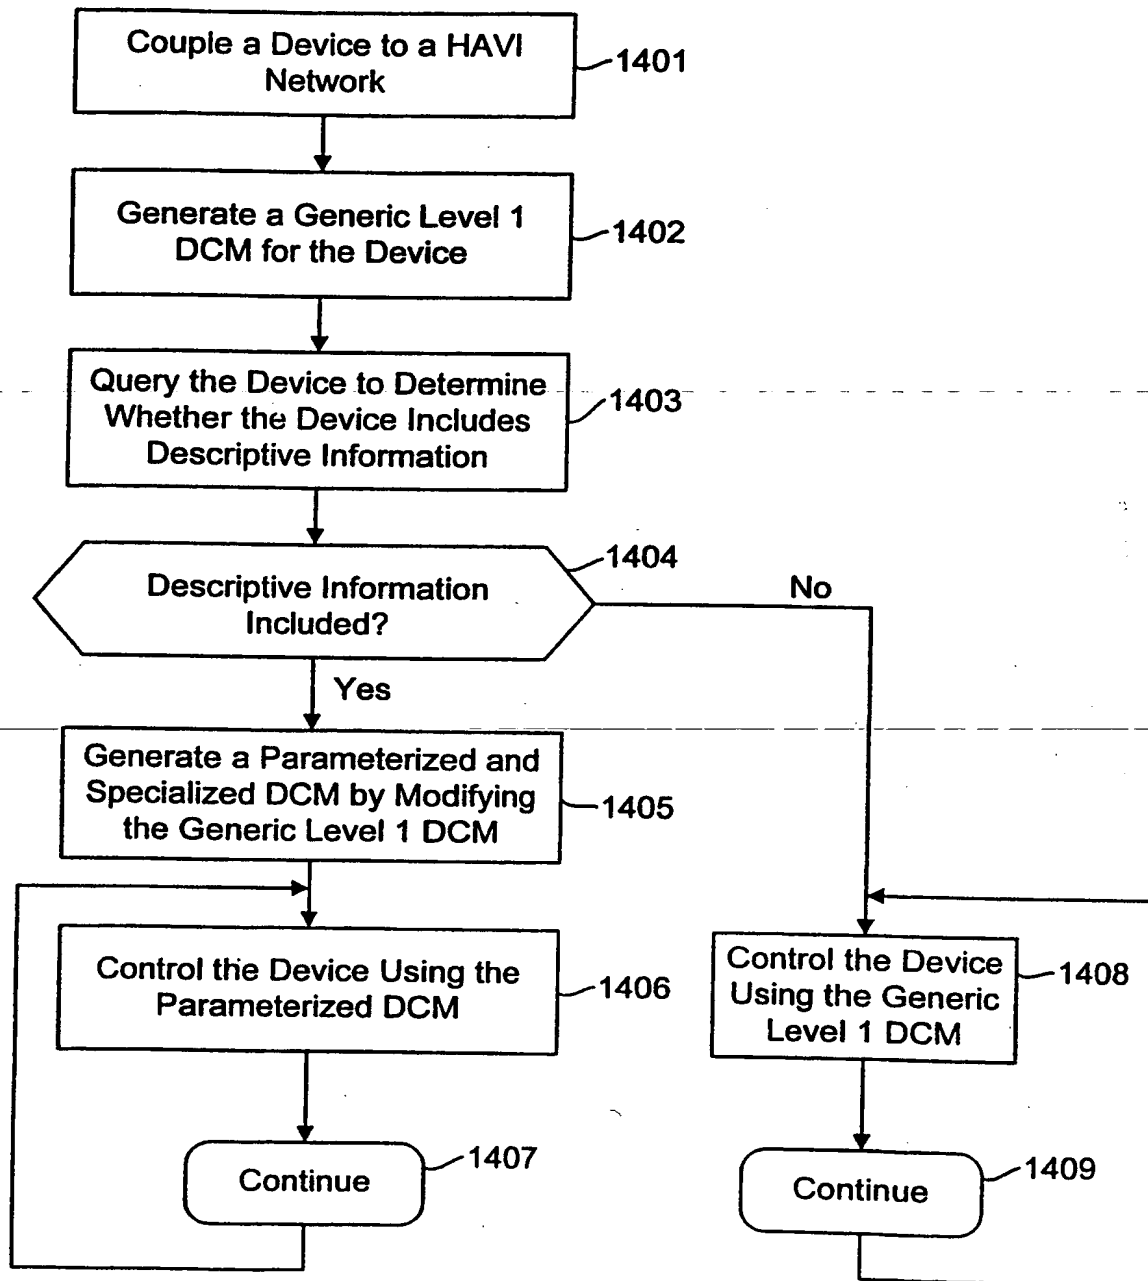 Couple a Device to a HAVI
Network
1401
Generate a Generic Level 1
DCM for the Device
1402
Query the Device to Determine
Whether the Device Includes
Descriptive Information
1403
Descriptive Information
Included?
1404
No
Yes
Generate a Parameterized and
Specialized DCM by Modifying
the Generic Level 1 DCM
1405
Control the Device Using the
Parameterized DCM
1406
Control the Device
Using the Generic
Level 1 DCM
1408
Continue
1407
Continue
1409